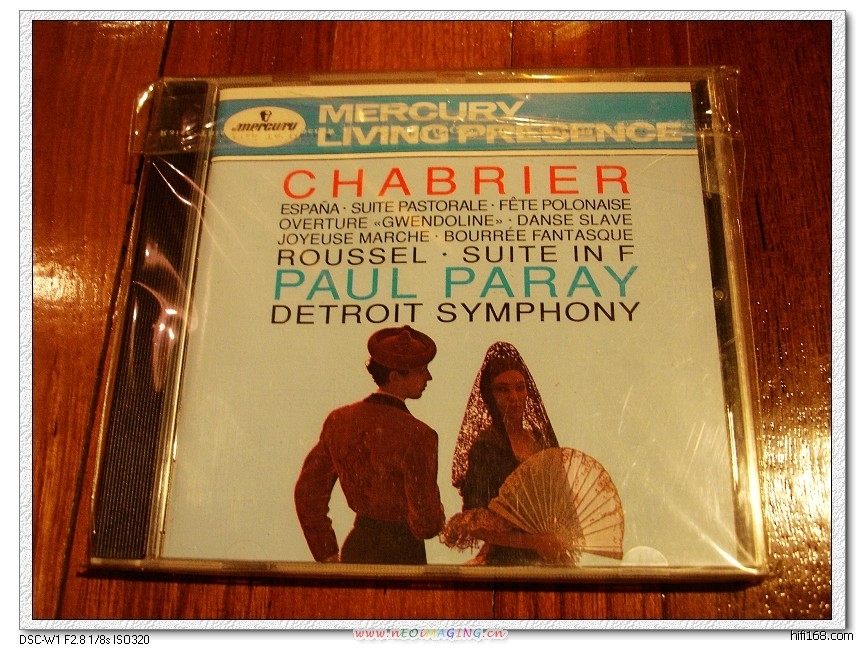 mercury
MERCURY
LIVING PRESENCE
CHABRIER
ESPAÑA · SUITE PASTORALE · FÊTE POLONAISE
OVERTURE «GWENDOLINE» · DANSE SLAVE
JOYEUSE MARCHE · BOURRÉE FANTASQUE
ROUSSEL · SUITE IN F
PAUL PARAY
DETROIT SYMPHONY
DSC-W1 F2.8 1/8s ISO320
www.nEOiMAGING.cn
hifi168.com